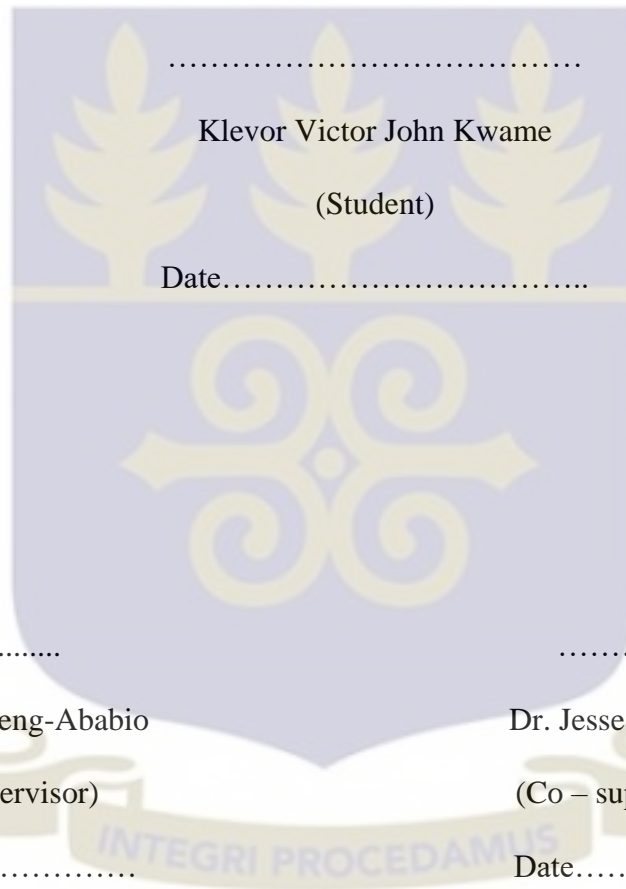 ……………………………………
Klevor Victor John Kwame
(Student)
Date……………………………..
......... ……
eng-Ababio Dr. Jesse
ervisor) (Co – su
………… Date……
INTEGRI PROCEDAMUS